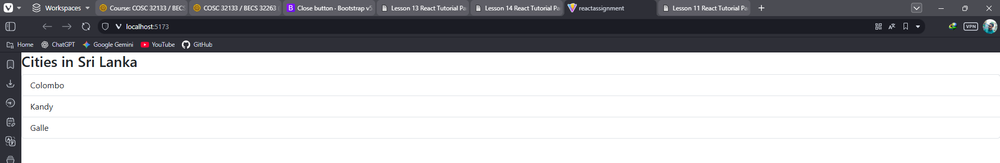 Workspaces
Course: COSC 32133 / BECS
COSC 32133 / BECS 32263
B Close button · Bootstrap v5
Lesson 13 React Tutorial Pa
Lesson 14 React Tutorial Pa
reactassignment
Lesson 11 React Tutorial Pa
localhost:5173
VPN
Home
ChatGPT
Google Gemini
YouTube
GitHub
Cities in Sri Lanka
Colombo
Kandy
Galle